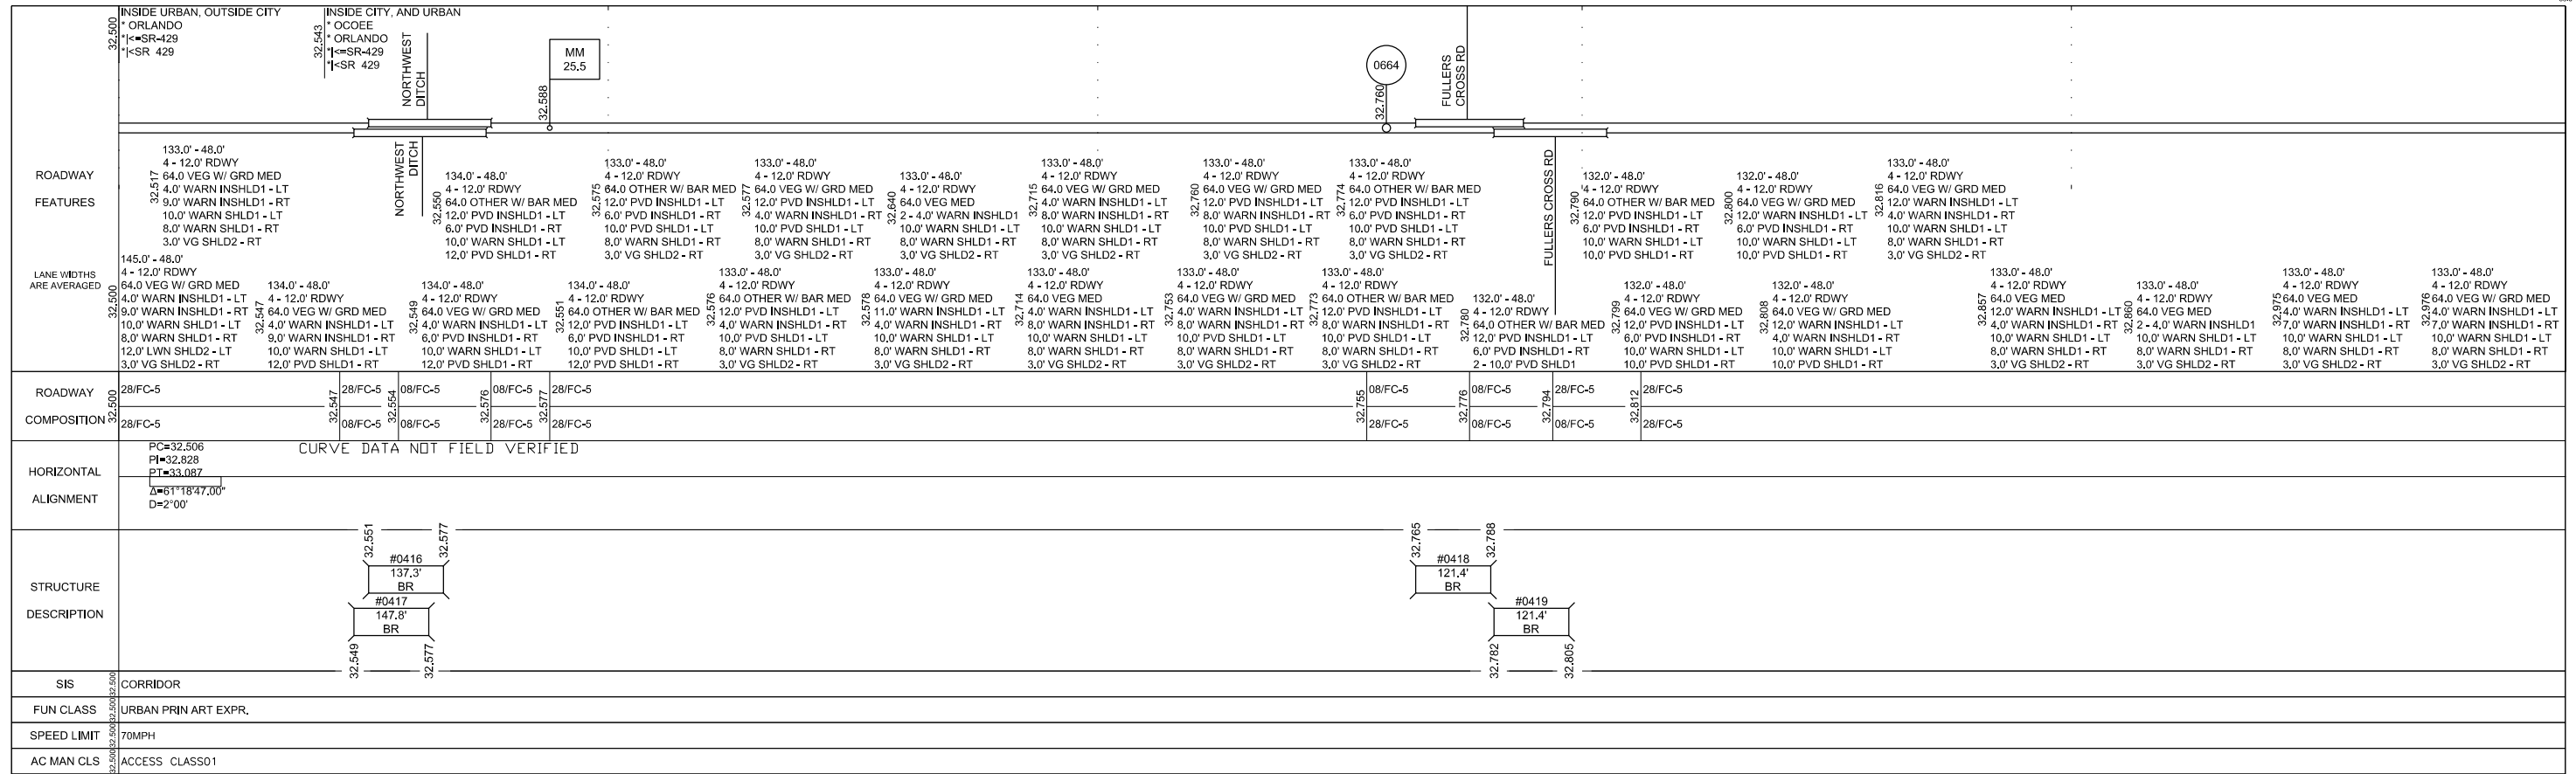 32.500
INSIDE URBAN, OUTSIDE CITY
* ORLANDO
*|<=SR-429
*|<SR 429
32.543
INSIDE CITY, AND URBAN
* OCOEE
* ORLANDO
*|<=SR-429
*|<SR 429
NORTHWEST
DITCH
MM
25.5
32.588
0664
32.760
FULLERS
CROSS RD
NORTHWEST
DITCH
FULLERS CROSS RD
ROADWAY
FEATURES
32.517
133.0' - 48.0'
4 - 12.0' RDWY
64.0 VEG W/ GRD MED
4.0' WARN INSHLD1 - LT
9.0' WARN INSHLD1 - RT
10.0' WARN SHLD1 - LT
8.0' WARN SHLD1 - RT
3.0' VG SHLD2 - RT
32.550
134.0' - 48.0'
4 - 12.0' RDWY
64.0 OTHER W/ BAR MED
12.0' PVD INSHLD1 - LT
6.0' PVD INSHLD1 - RT
10.0' WARN SHLD1 - LT
12.0' PVD SHLD1 - RT
32.575
133.0' - 48.0'
4 - 12.0' RDWY
64.0 OTHER W/ BAR MED
12.0' PVD INSHLD1 - LT
6.0' PVD INSHLD1 - RT
10.0' PVD SHLD1 - LT
8.0' WARN SHLD1 - RT
3.0' VG SHLD2 - RT
32.577
133.0' - 48.0'
4 - 12.0' RDWY
64.0 VEG W/ GRD MED
12.0' PVD INSHLD1 - LT
4.0' WARN INSHLD1 - RT
10.0' PVD SHLD1 - LT
8.0' WARN SHLD1 - RT
3.0' VG SHLD2 - RT
32.640
133.0' - 48.0'
4 - 12.0' RDWY
64.0 VEG MED
2 - 4.0' WARN INSHLD1
10.0' WARN SHLD1 - LT
8.0' WARN SHLD1 - RT
3.0' VG SHLD2 - RT
32.715
133.0' - 48.0'
4 - 12.0' RDWY
64.0 VEG W/ GRD MED
4.0' WARN INSHLD1 - LT
8.0' WARN INSHLD1 - RT
10.0' WARN SHLD1 - LT
8.0' WARN SHLD1 - RT
3.0' VG SHLD2 - RT
32.760
133.0' - 48.0'
4 - 12.0' RDWY
64.0 VEG W/ GRD MED
12.0' PVD INSHLD1 - LT
8.0' WARN INSHLD1 - RT
10.0' PVD SHLD1 - LT
8.0' WARN SHLD1 - RT
3.0' VG SHLD2 - RT
32.774
133.0' - 48.0'
4 - 12.0' RDWY
64.0 OTHER W/ BAR MED
12.0' PVD INSHLD1 - LT
6.0' PVD INSHLD1 - RT
10.0' PVD SHLD1 - LT
8.0' WARN SHLD1 - RT
3.0' VG SHLD2 - RT
32.790
132.0' - 48.0'
4 - 12.0' RDWY
64.0 OTHER W/ BAR MED
12.0' PVD INSHLD1 - LT
6.0' PVD INSHLD1 - RT
10.0' WARN SHLD1 - LT
10.0' PVD SHLD1 - RT
32.800
132.0' - 48.0'
4 - 12.0' RDWY
64.0 VEG W/ GRD MED
12.0' WARN INSHLD1 - LT
6.0' PVD INSHLD1 - RT
10.0' WARN SHLD1 - LT
10.0' PVD SHLD1 - RT
32.816
133.0' - 48.0'
4 - 12.0' RDWY
64.0 VEG W/ GRD MED
12.0' WARN INSHLD1 - LT
4.0' WARN INSHLD1 - RT
10.0' WARN SHLD1 - LT
8.0' WARN SHLD1 - RT
3.0' VG SHLD2 - RT
LANE WIDTHS
ARE AVERAGED
32.500
145.0' - 48.0'
4 - 12.0' RDWY
64.0 VEG W/ GRD MED
4.0' WARN INSHLD1 - LT
9.0' WARN INSHLD1 - RT
10.0' WARN SHLD1 - LT
8.0' WARN SHLD1 - RT
12.0' LWN SHLD2 - LT
3.0' VG SHLD2 - RT
32.547
134.0' - 48.0'
4 - 12.0' RDWY
64.0 VEG W/ GRD MED
4.0' WARN INSHLD1 - LT
9.0' WARN INSHLD1 - RT
10.0' WARN SHLD1 - LT
12.0' PVD SHLD1 - RT
32.549
134.0' - 48.0'
4 - 12.0' RDWY
64.0 VEG W/ GRD MED
4.0' WARN INSHLD1 - LT
6.0' PVD INSHLD1 - RT
10.0' WARN SHLD1 - LT
12.0' PVD SHLD1 - RT
32.551
134.0' - 48.0'
4 - 12.0' RDWY
64.0 OTHER W/ BAR MED
12.0' PVD INSHLD1 - LT
6.0' PVD INSHLD1 - RT
10.0' PVD SHLD1 - LT
12.0' PVD SHLD1 - RT
32.576
133.0' - 48.0'
4 - 12.0' RDWY
64.0 OTHER W/ BAR MED
12.0' PVD INSHLD1 - LT
4.0' WARN INSHLD1 - RT
10.0' PVD SHLD1 - LT
8.0' WARN SHLD1 - RT
3.0' VG SHLD2 - RT
32.578
133.0' - 48.0'
4 - 12.0' RDWY
64.0 VEG W/ GRD MED
11.0' WARN INSHLD1 - LT
4.0' WARN INSHLD1 - RT
10.0' WARN SHLD1 - LT
8.0' WARN SHLD1 - RT
3.0' VG SHLD2 - RT
32.714
133.0' - 48.0'
4 - 12.0' RDWY
64.0 VEG MED
4.0' WARN INSHLD1 - LT
8.0' WARN INSHLD1 - RT
10.0' WARN SHLD1 - LT
8.0' WARN SHLD1 - RT
3.0' VG SHLD2 - RT
32.753
133.0' - 48.0'
4 - 12.0' RDWY
64.0 VEG W/ GRD MED
4.0' WARN INSHLD1 - LT
8.0' WARN INSHLD1 - RT
10.0' PVD SHLD1 - LT
8.0' WARN SHLD1 - RT
3.0' VG SHLD2 - RT
32.773
133.0' - 48.0'
4 - 12.0' RDWY
64.0 OTHER W/ BAR MED
12.0' PVD INSHLD1 - LT
8.0' WARN INSHLD1 - RT
10.0' PVD SHLD1 - LT
8.0' WARN SHLD1 - RT
3.0' VG SHLD2 - RT
32.780
132.0' - 48.0'
4 - 12.0' RDWY
64.0 OTHER W/ BAR MED
12.0' PVD INSHLD1 - LT
6.0' PVD INSHLD1 - RT
2 - 10.0' PVD SHLD1
32.799
132.0' - 48.0'
4 - 12.0' RDWY
64.0 VEG W/ GRD MED
12.0' PVD INSHLD1 - LT
6.0' PVD INSHLD1 - RT
10.0' WARN SHLD1 - LT
10.0' PVD SHLD1 - RT
32.808
132.0' - 48.0'
4 - 12.0' RDWY
64.0 VEG W/ GRD MED
12.0' WARN INSHLD1 - LT
4.0' WARN INSHLD1 - RT
10.0' WARN SHLD1 - LT
10.0' PVD SHLD1 - RT
32.857
133.0' - 48.0'
4 - 12.0' RDWY
64.0 VEG MED
12.0' WARN INSHLD1 - LT
4.0' WARN INSHLD1 - RT
10.0' WARN SHLD1 - LT
8.0' WARN SHLD1 - RT
3.0' VG SHLD2 - RT
32.860
133.0' - 48.0'
4 - 12.0' RDWY
64.0 VEG MED
2 - 4.0' WARN INSHLD1
10.0' WARN SHLD1 - LT
8.0' WARN SHLD1 - RT
3.0' VG SHLD2 - RT
32.975
133.0' - 48.0'
4 - 12.0' RDWY
64.0 VEG MED
4.0' WARN INSHLD1 - LT
7.0' WARN INSHLD1 - RT
10.0' WARN SHLD1 - LT
8.0' WARN SHLD1 - RT
3.0' VG SHLD2 - RT
32.976
133.0' - 48.0'
4 - 12.0' RDWY
64.0 VEG W/ GRD MED
4.0' WARN INSHLD1 - LT
7.0' WARN INSHLD1 - RT
10.0' WARN SHLD1 - LT
8.0' WARN SHLD1 - RT
3.0' VG SHLD2 - RT
ROADWAY
COMPOSITION
32.500
28/FC-5
32.547
28/FC-5
32.554
08/FC-5
32.576
08/FC-5
32.577
28/FC-5
32.755
08/FC-5
32.776
08/FC-5
32.794
28/FC-5
32.812
28/FC-5
28/FC-5
08/FC-5
08/FC-5
28/FC-5
28/FC-5
28/FC-5
08/FC-5
08/FC-5
28/FC-5
HORIZONTAL
ALIGNMENT
PC=32.506
PI=32.828
PT=33.087
Δ=61°18'47.00"
D=2°00'
CURVE DATA NOT FIELD VERIFIED
STRUCTURE
DESCRIPTION
32.551
32.577
#0416
137.3'
BR
#0417
147.8'
BR
32.549
32.577
32.765
32.788
#0418
121.4'
BR
#0419
121.4'
BR
32.782
32.805
SIS
32.500
CORRIDOR
FUN CLASS
32.500
URBAN PRIN ART EXPR.
SPEED LIMIT
32.500
70MPH
AC MAN CLS
32.500
ACCESS CLASS01